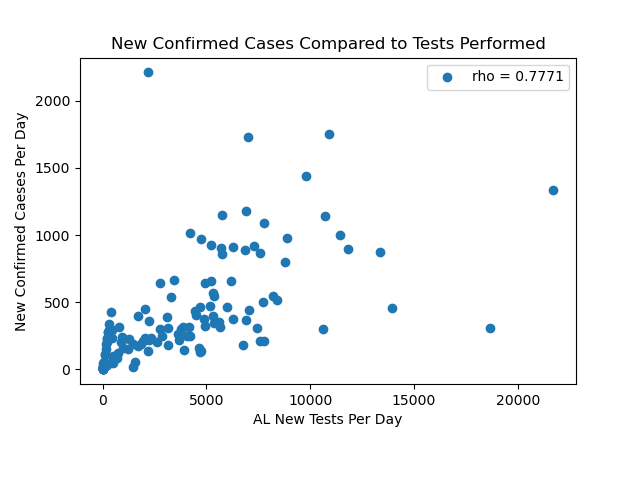 New Confirmed Cases Compared to Tests Performed
rho = 0.7771
New Confirmed Caeses Per Day
2000
1500
1000
500
0
0 5000 10000 15000 20000
AL New Tests Per Day